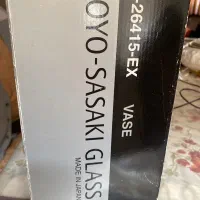 -26415-EX
VASE
OYO-SASAKI GLASS
MADE IN JAPAN